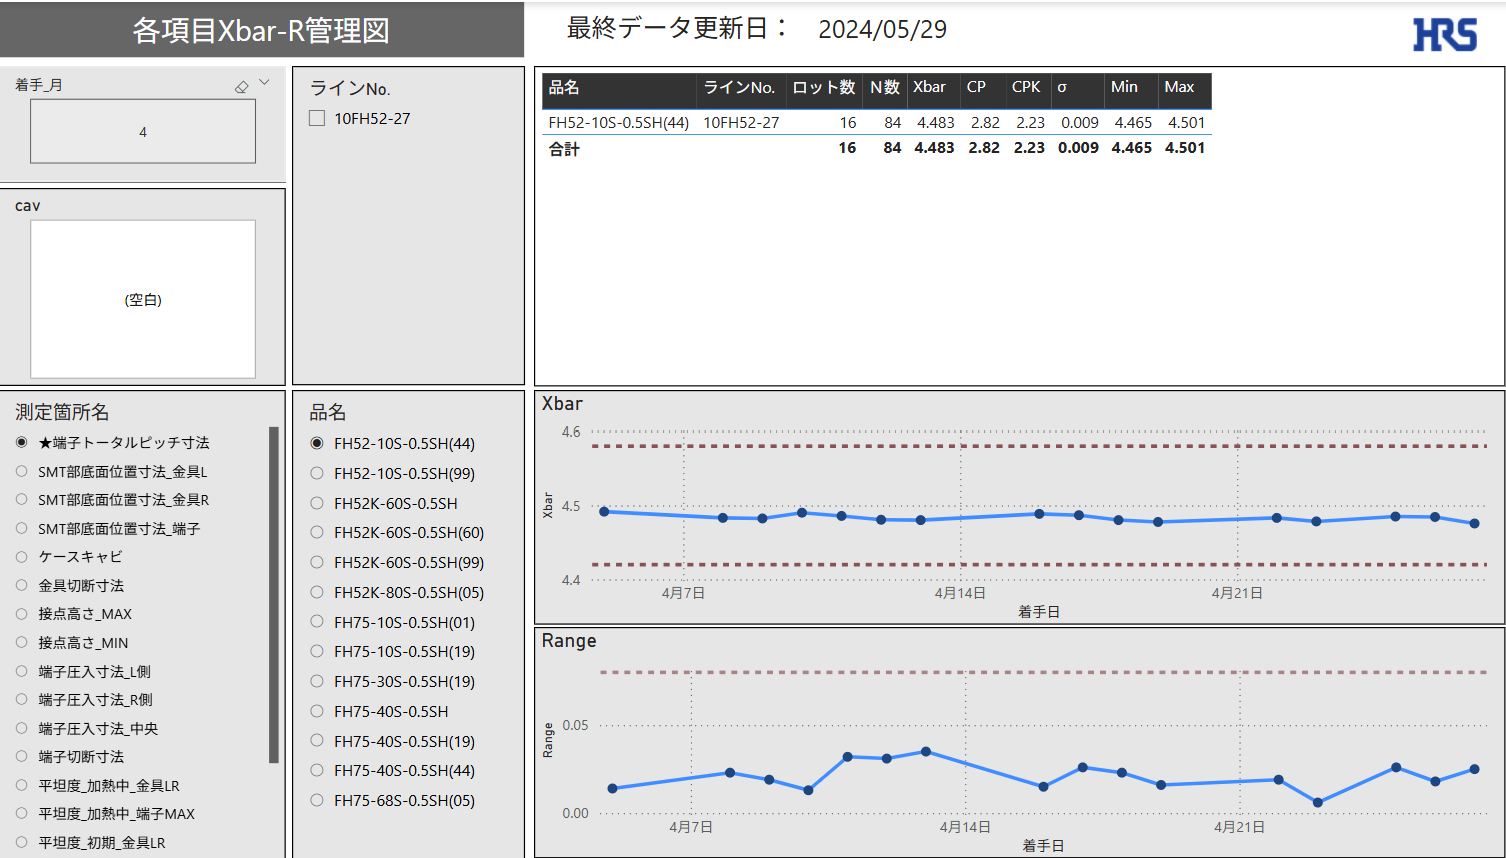 各項目Xbar-R管理図
最終データ更新日： 2024/05/29
HRS
着手_月
4
cav
(空白)
ラインNo.
10FH52-27
品名 ラインNo. ロット数 N数 Xbar CP CPK σ Min Max
FH52-10S-0.5SH(44) 10FH52-27 16 84 4.483 2.82 2.23 0.009 4.465 4.501
合計 16 84 4.483 2.82 2.23 0.009 4.465 4.501
測定箇所名
★端子トータルピッチ寸法
SMT部底面位置寸法_金具L
SMT部底面位置寸法_金具R
SMT部底面位置寸法_端子
ケースキャビ
金具切断寸法
接点高さ_MAX
接点高さ_MIN
端子圧入寸法_L側
端子圧入寸法_R側
端子圧入寸法_中央
端子切断寸法
平坦度_加熱中_金具LR
平坦度_加熱中_端子MAX
平坦度_初期_金具LR
品名
FH52-10S-0.5SH(44)
FH52-10S-0.5SH(99)
FH52K-60S-0.5SH
FH52K-60S-0.5SH(60)
FH52K-60S-0.5SH(99)
FH52K-80S-0.5SH(05)
FH75-10S-0.5SH(01)
FH75-10S-0.5SH(19)
FH75-30S-0.5SH(19)
FH75-40S-0.5SH
FH75-40S-0.5SH(19)
FH75-40S-0.5SH(44)
FH75-68S-0.5SH(05)
Xbar
4.6
Xbar
4.5
4.4
4月7日 4月14日 4月21日
着手日
Range
Range
0.05
0.00
4月7日 4月14日 4月21日
着手日